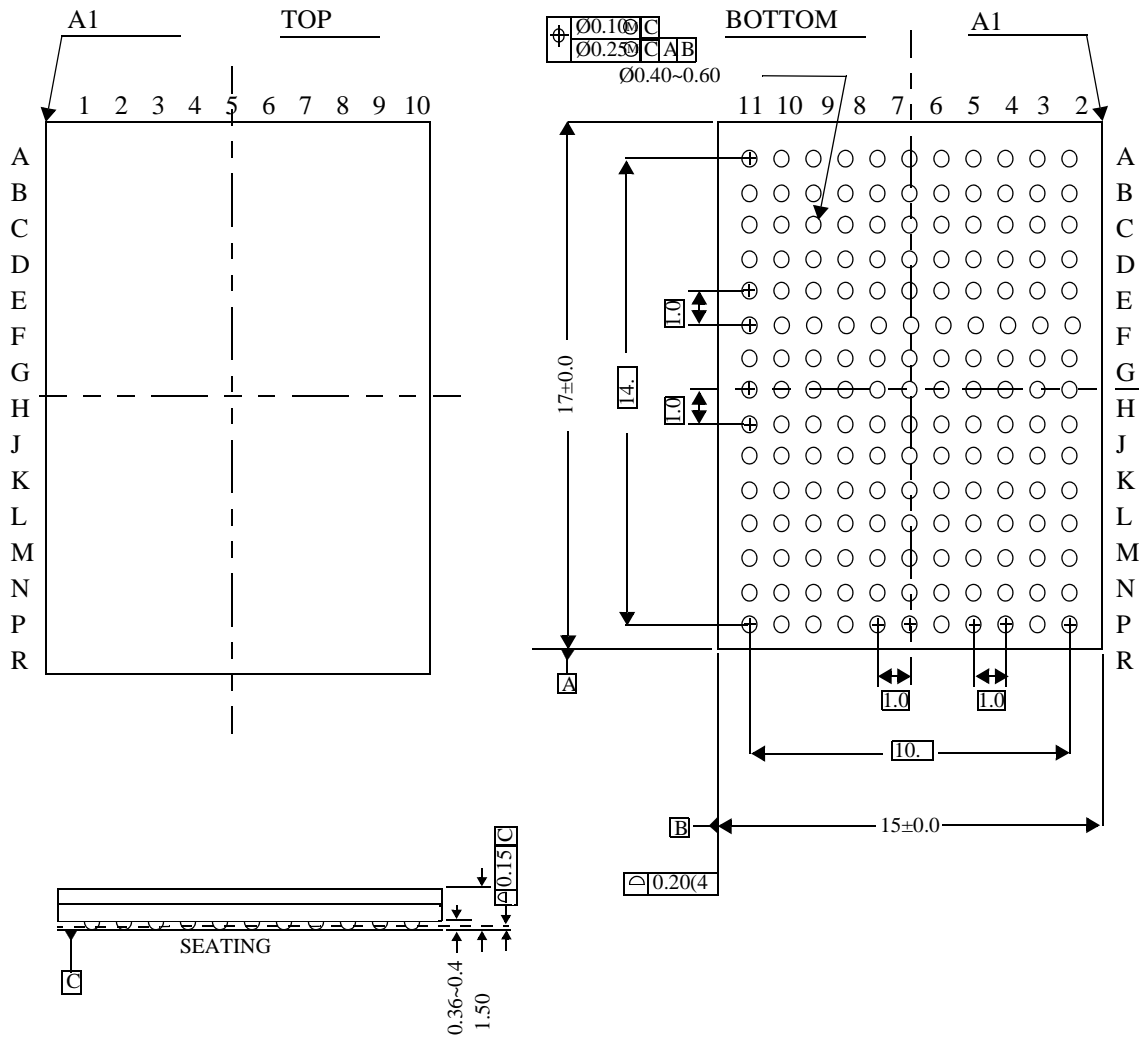 A1
TOP
1 2 3 4 5 6 7 8 9 10
A
B
C
D
E
F
G
H
J
K
L
M
N
P
R
Ø0.10Ⓜ C
Ø0.25Ⓜ C A B
Ø0.40~0.60
BOTTOM
A1
11 10 9 8 7 6 5 4 3 2
A
B
C
D
E
F
G
H
J
K
L
M
N
P
R
1.0
1.0
14.
17±0.0
A
1.0
1.0
10.
B
15±0.0
0.20(4
0.15 C
SEATING
C
0.36~0.4
1.50